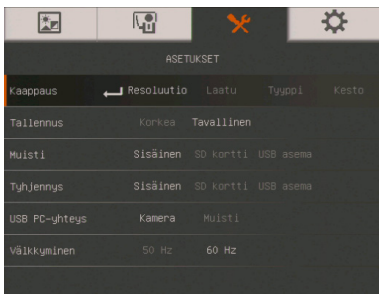 ASETUKSET
Kaappaus Resoluutio Laatu Tyyppi Kesto
Tallennus Korkea Tavallinen
Muisti Sisäinen SD kortti USB asema
Tyhjennys Sisäinen SD kortti USB asema
USB PC-yhteys Kamera Muisti
Välkkyminen 50 Hz 60 Hz